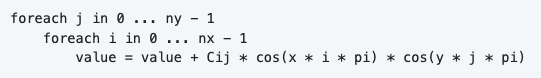 foreach j in 0 ... ny - 1
    foreach i in 0 ... nx - 1
        value = value + Cij * cos(x * i * pi) * cos(y * j * pi)